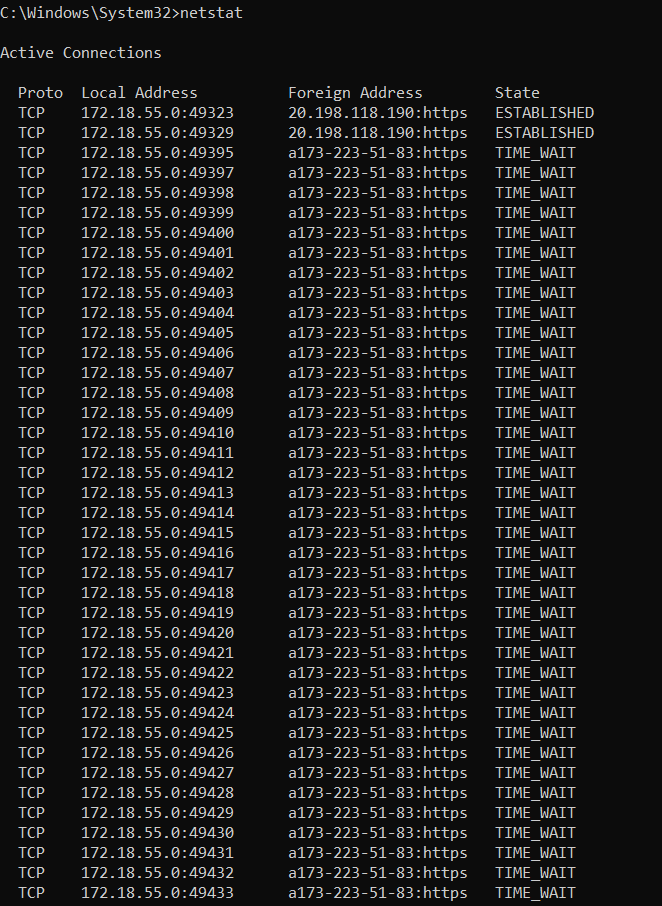 C:\Windows\System32>netstat
Active Connections
Proto Local Address Foreign Address State
TCP 172.18.55.0:49323 20.198.118.190:https ESTABLISHED
TCP 172.18.55.0:49329 20.198.118.190:https ESTABLISHED
TCP 172.18.55.0:49395 a173-223-51-83:https TIME_WAIT
TCP 172.18.55.0:49397 a173-223-51-83:https TIME_WAIT
TCP 172.18.55.0:49398 a173-223-51-83:https TIME_WAIT
TCP 172.18.55.0:49399 a173-223-51-83:https TIME_WAIT
TCP 172.18.55.0:49400 a173-223-51-83:https TIME_WAIT
TCP 172.18.55.0:49401 a173-223-51-83:https TIME_WAIT
TCP 172.18.55.0:49402 a173-223-51-83:https TIME_WAIT
TCP 172.18.55.0:49403 a173-223-51-83:https TIME_WAIT
TCP 172.18.55.0:49404 a173-223-51-83:https TIME_WAIT
TCP 172.18.55.0:49405 a173-223-51-83:https TIME_WAIT
TCP 172.18.55.0:49406 a173-223-51-83:https TIME_WAIT
TCP 172.18.55.0:49407 a173-223-51-83:https TIME_WAIT
TCP 172.18.55.0:49408 a173-223-51-83:https TIME_WAIT
TCP 172.18.55.0:49409 a173-223-51-83:https TIME_WAIT
TCP 172.18.55.0:49410 a173-223-51-83:https TIME_WAIT
TCP 172.18.55.0:49411 a173-223-51-83:https TIME_WAIT
TCP 172.18.55.0:49412 a173-223-51-83:https TIME_WAIT
TCP 172.18.55.0:49413 a173-223-51-83:https TIME_WAIT
TCP 172.18.55.0:49414 a173-223-51-83:https TIME_WAIT
TCP 172.18.55.0:49415 a173-223-51-83:https TIME_WAIT
TCP 172.18.55.0:49416 a173-223-51-83:https TIME_WAIT
TCP 172.18.55.0:49417 a173-223-51-83:https TIME_WAIT
TCP 172.18.55.0:49418 a173-223-51-83:https TIME_WAIT
TCP 172.18.55.0:49419 a173-223-51-83:https TIME_WAIT
TCP 172.18.55.0:49420 a173-223-51-83:https TIME_WAIT
TCP 172.18.55.0:49421 a173-223-51-83:https TIME_WAIT
TCP 172.18.55.0:49422 a173-223-51-83:https TIME_WAIT
TCP 172.18.55.0:49423 a173-223-51-83:https TIME_WAIT
TCP 172.18.55.0:49424 a173-223-51-83:https TIME_WAIT
TCP 172.18.55.0:49425 a173-223-51-83:https TIME_WAIT
TCP 172.18.55.0:49426 a173-223-51-83:https TIME_WAIT
TCP 172.18.55.0:49427 a173-223-51-83:https TIME_WAIT
TCP 172.18.55.0:49428 a173-223-51-83:https TIME_WAIT
TCP 172.18.55.0:49429 a173-223-51-83:https TIME_WAIT
TCP 172.18.55.0:49430 a173-223-51-83:https TIME_WAIT
TCP 172.18.55.0:49431 a173-223-51-83:https TIME_WAIT
TCP 172.18.55.0:49432 a173-223-51-83:https TIME_WAIT
TCP 172.18.55.0:49433 a173-223-51-83:https TIME_WAIT